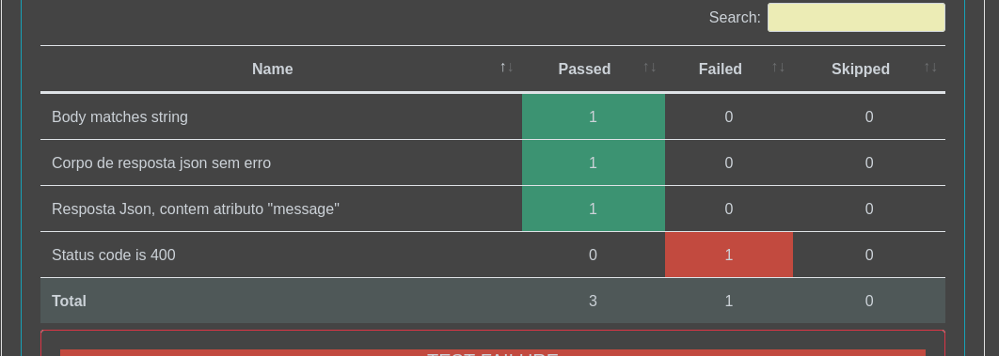 Search:
Name ↑↓ Passed ↑↓ Failed ↑↓ Skipped ↑↓
Body matches string 1 0 0
Corpo de resposta json sem erro 1 0 0
Resposta Json, contem atributo "message" 1 0 0
Status code is 400 0 1 0
Total 3 1 0
TEST FAILURE